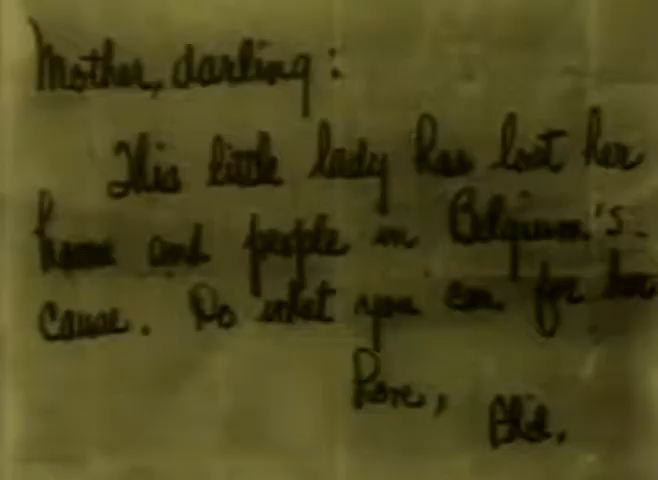 Mother, darling:
This little lady has lost her
home and people in Belgium's
cause. Do what you can for her
Love,